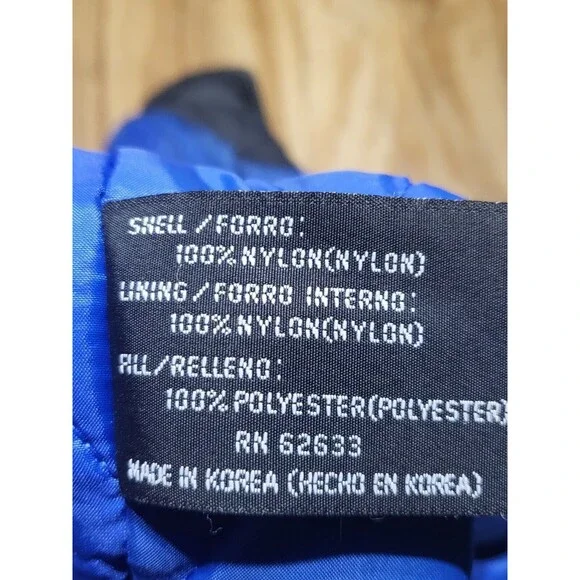 SHELL / FORRO:
100% NYLON(NYLON)
LINING / FORRO INTERNO:
100% NYLON(NYLON)
FILL/RELLENO:
100% POLYESTER(POLYESTER)
RN 62633
MADE IN KOREA (HECHO EN KOREA)